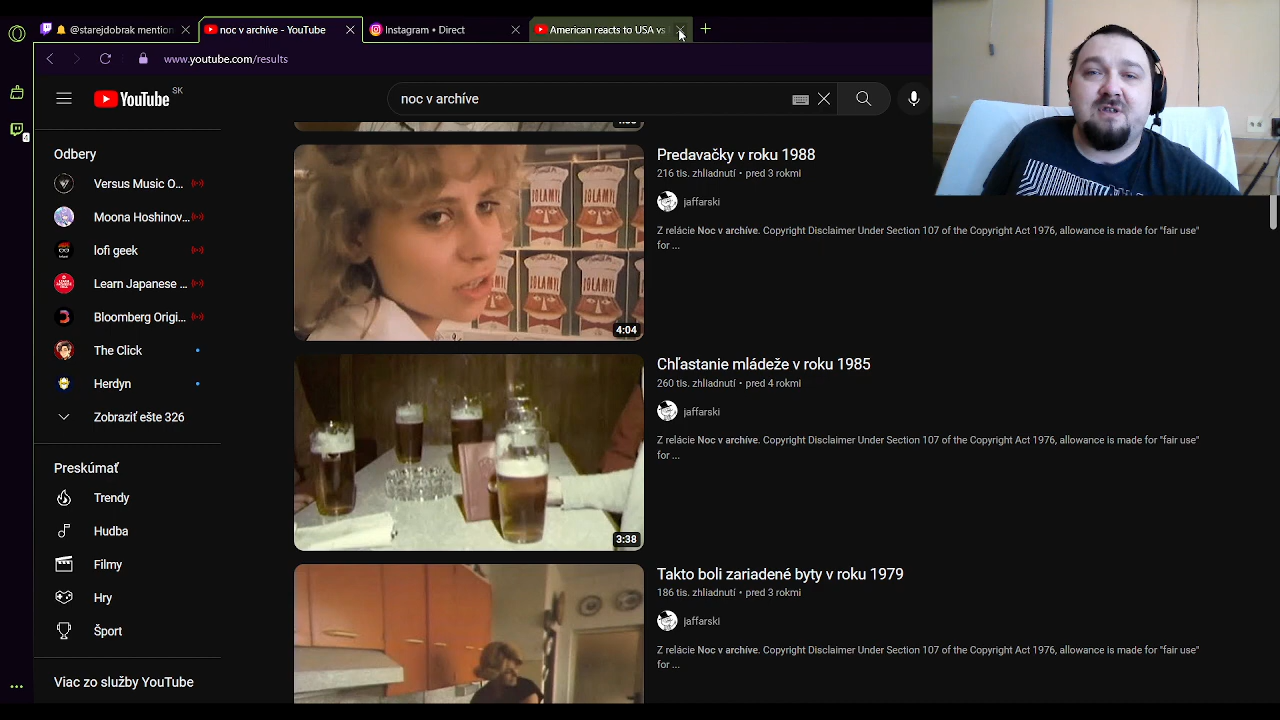 @starejdobrak mention
noc v archíve - YouTube
Instagram • Direct
American reacts to USA vs
www.youtube.com/results
YouTube SK
noc v archíve
Odbery
Versus Music O...
Moona Hoshinov...
lofi geek
Learn Japanese ...
Bloomberg Origi...
The Click
Herdyn
Zobraziť ešte 326
Preskúmať
Trendy
Hudba
Filmy
Hry
Šport
Viac zo služby YouTube
DOLAMYL
DOLAMYL
4:04
Predavačky v roku 1988
216 tis. zhliadnutí • pred 3 rokmi
jaffarski
Z relácie Noc v archíve. Copyright Disclaimer Under Section 107 of the Copyright Act 1976, allowance is made for "fair use"
for ...
3:38
Chľastanie mládeže v roku 1985
260 tis. zhliadnutí • pred 4 rokmi
jaffarski
Z relácie Noc v archíve. Copyright Disclaimer Under Section 107 of the Copyright Act 1976, allowance is made for "fair use"
for ...
Takto boli zariadené byty v roku 1979
186 tis. zhliadnutí • pred 3 rokmi
jaffarski
Z relácie Noc v archíve. Copyright Disclaimer Under Section 107 of the Copyright Act 1976, allowance is made for "fair use"
for ...